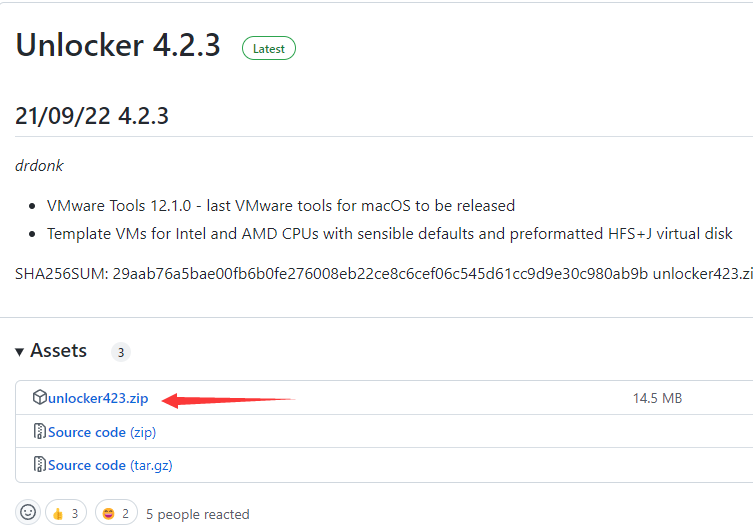 Unlocker 4.2.3 Latest
21/09/22 4.2.3
drdonk
• VMware Tools 12.1.0 - last VMware tools for macOS to be released
• Template VMs for Intel and AMD CPUs with sensible defaults and preformatted HFS+J virtual disk
SHA256SUM: 29aab76a5bae00fb6b0fe276008eb22ce8c6cef06c545d61cc9d9e30c980ab9b unlocker423.zi
Assets 3
unlocker423.zip 14.5 MB
Source code (zip)
Source code (tar.gz)
3 2 5 people reacted